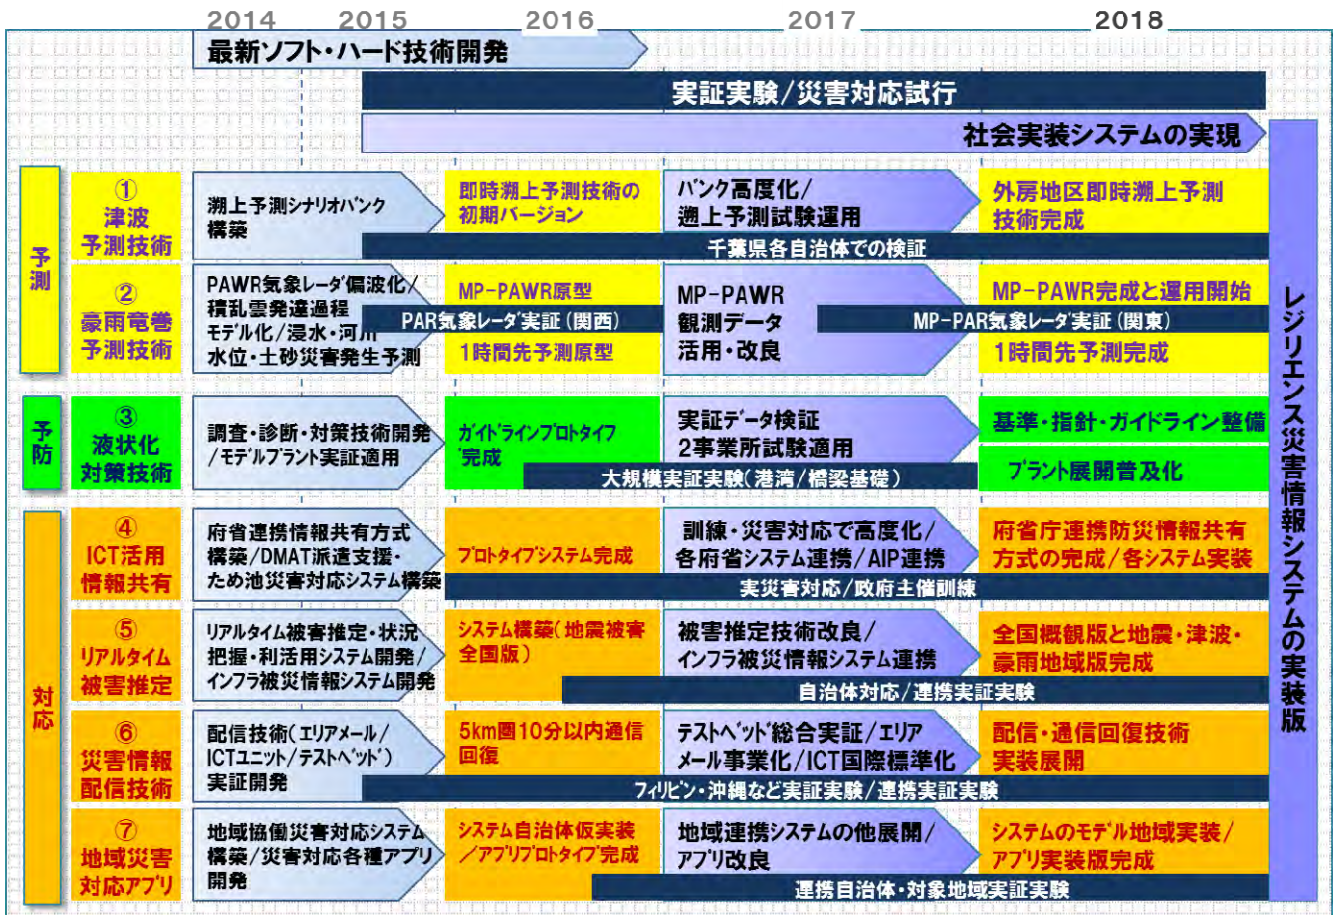 2014
2015
2016
2017
2018
最新ソフト・ハード技術開発
実証実験/災害対応試行
社会実装システムの実現
予測
①
津波
予測技術
溯上予測シナリオバンク
構築
即時溯上予測技術の
初期バージョン
バンク高度化/
遡上予測試験運用
外房地区即時溯上予測
技術完成
千葉県各自治体での検証
②
豪雨竜巻
予測技術
PAWR気象レーダ偏波化/
積乱雲発達過程
モデル化/浸水・河川
水位・土砂災害発生予測
MP-PAWR原型
PAR気象レーダ実証(関西)
1時間先予測原型
MP-PAWR
観測データ
活用・改良
MP-PAWR完成と運用開始
MP-PAR気象レーダ実証(関東)
1時間先予測完成
予防
③
液状化
対策技術
調査・診断・対策技術開発
/モデルプラント実証適用
ガイドラインプロトタイプ
完成
実証データ検証
2事業所試験適用
基準・指針・ガイドライン整備
プラント展開普及化
大規模実証実験(港湾/橋梁基礎)
対応
④
ICT活用
情報共有
府省連携情報共有方式
構築/DMAT派遣支援・
ため池災害対応システム構築
プロトタイプシステム完成
訓練・災害対応で高度化/
各府省システム連携/AIP連携
府省庁連携防災情報共有
方式の完成/各システム実装
実災害対応/政府主催訓練
⑤
リアルタイム
被害推定
リアルタイム被害推定・状況
把握・利活用システム開発/
インフラ被災情報システム開発
システム構築(地震被害
全国版)
被害推定技術改良/
インフラ被災情報システム連携
全国概観版と地震・津波・
豪雨地域版完成
自治体対応/連携実証実験
⑥
災害情報
配信技術
配信技術(エリアメール/
ICTユニット/テストベッド)
実証開発
5km圏10分以内通信
回復
テストベッド総合実証/エリア
メール事業化/ICT国際標準化
配信・通信回復技術
実装展開
フィリピン・沖縄など実証実験/連携実証実験
⑦
地域災害
対応アプリ
地域協働災害対応システム
構築/災害対応各種アプリ
開発
システム自治体仮実装
/アプリプロトタイプ完成
地域連携システムの他展開/
アプリ改良
システムのモデル地域実装/
アプリ実装版完成
連携自治体・対象地域実証実験
レジリエンス災害情報システムの実装版